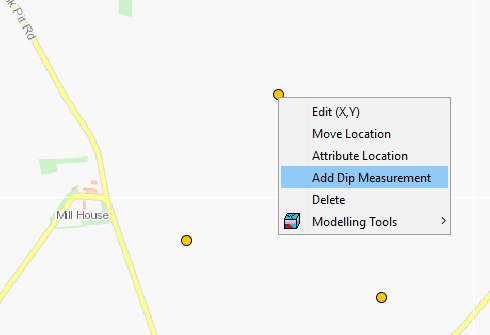 k Pit Rd
Edit (X,Y)
Move Location
Attribute Location
Add Dip Measurement
Delete
Modelling Tools
Mill House